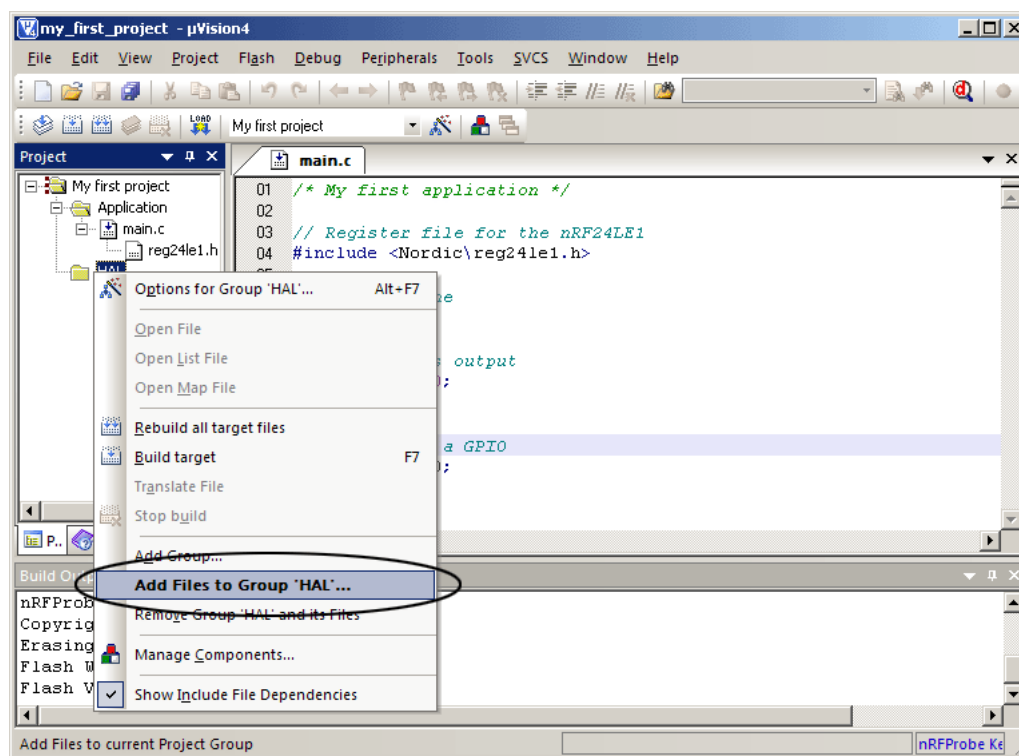 my_first_project - µVision4
File Edit View Project Flash Debug Peripherals Tools SVCS Window Help
LOAD My first project
Project
main.c
My first project
Application
main.c
reg24le1.h
HAL
01 /* My first application */
02
03 // Register file for the nRF24LE1
04 #include <Nordic\reg24le1.h>
output
;
a GPIO
;
Options for Group 'HAL'... Alt+F7
Open File
Open List File
Open Map File
Rebuild all target files
Build target F7
Translate File
Stop build
Add Group...
Add Files to Group 'HAL'...
Remove Group 'HAL' and its Files
Manage Components...
Show Include File Dependencies
P..
Build Outp
nRFProb
Copyrig
Erasing
Flash W
Flash V
Add Files to current Project Group
nRFProbe Ke